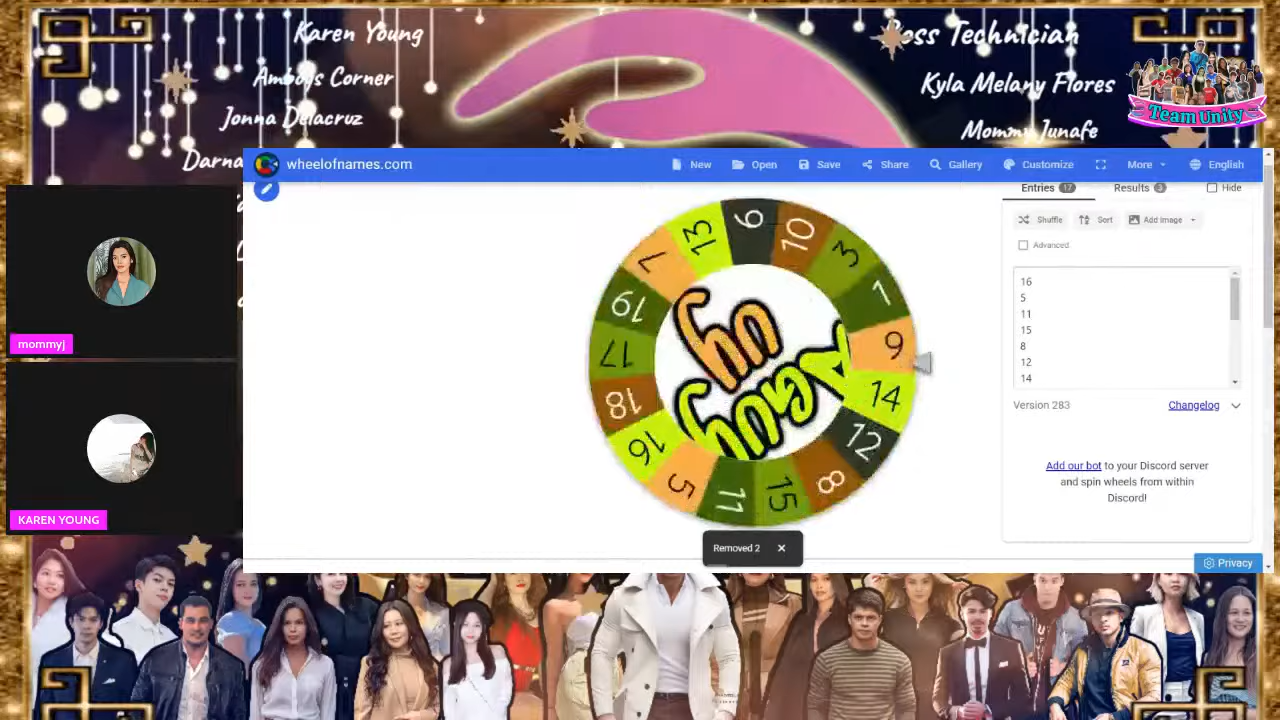 Karen Young
Amboys Corner
Jonna Delacruz
Darna
oss Technician
Kyla Melany Flores
Mommy Junafe
Team Unity
wheelofnames.com
New
Open
Save
Share
Gallery
Customize
More
English
mommyj
KAREN YOUNG
13
6
10
3
1
9
14
12
8
15
11
5
16
18
17
19
7
Entries 17
Results 3
Hide
Shuffle
Sort
Add image
Advanced
16
5
11
15
8
12
14
Version 283
Changelog
Add our bot to your Discord server
and spin wheels from within
Discord!
Removed 2
Privacy